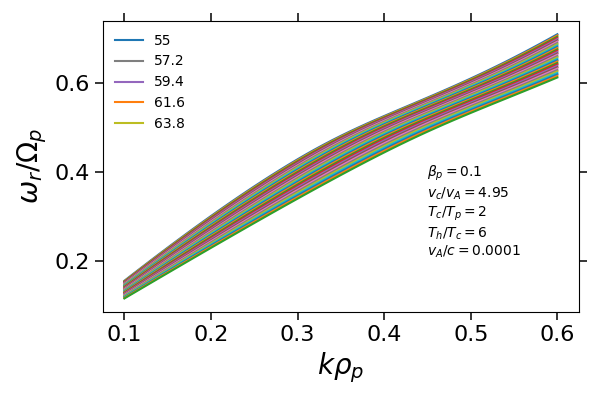 55
57.2
59.4
61.6
63.8
0.6
0.4
0.2
ω_r/Ω_p
β_p = 0.1
v_c/v_A = 4.95
T_c/T_p = 2
T_h/T_c = 6
v_A/c = 0.0001
0.1 0.2 0.3 0.4 0.5 0.6
kρ_p